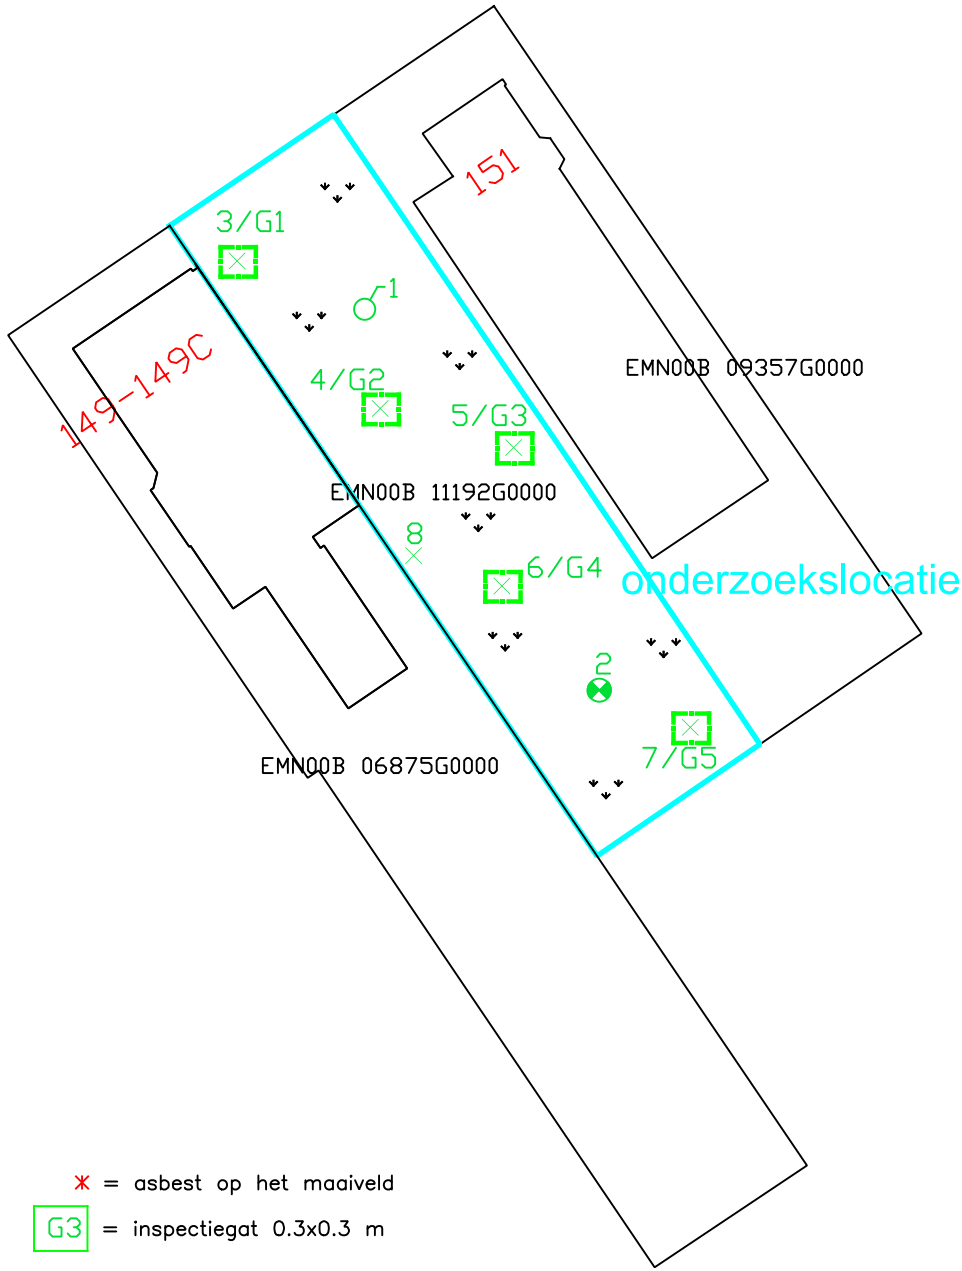 151
3/G1
1
149-149C
EMN00B 09357G0000
4/G2
5/G3
EMN00B 11192G0000
8
6/G4
onderzoekslocatie
2
7/G5
EMN00B 06875G0000
= asbest op het maaiveld
G3 = inspectiegat 0.3x0.3 m